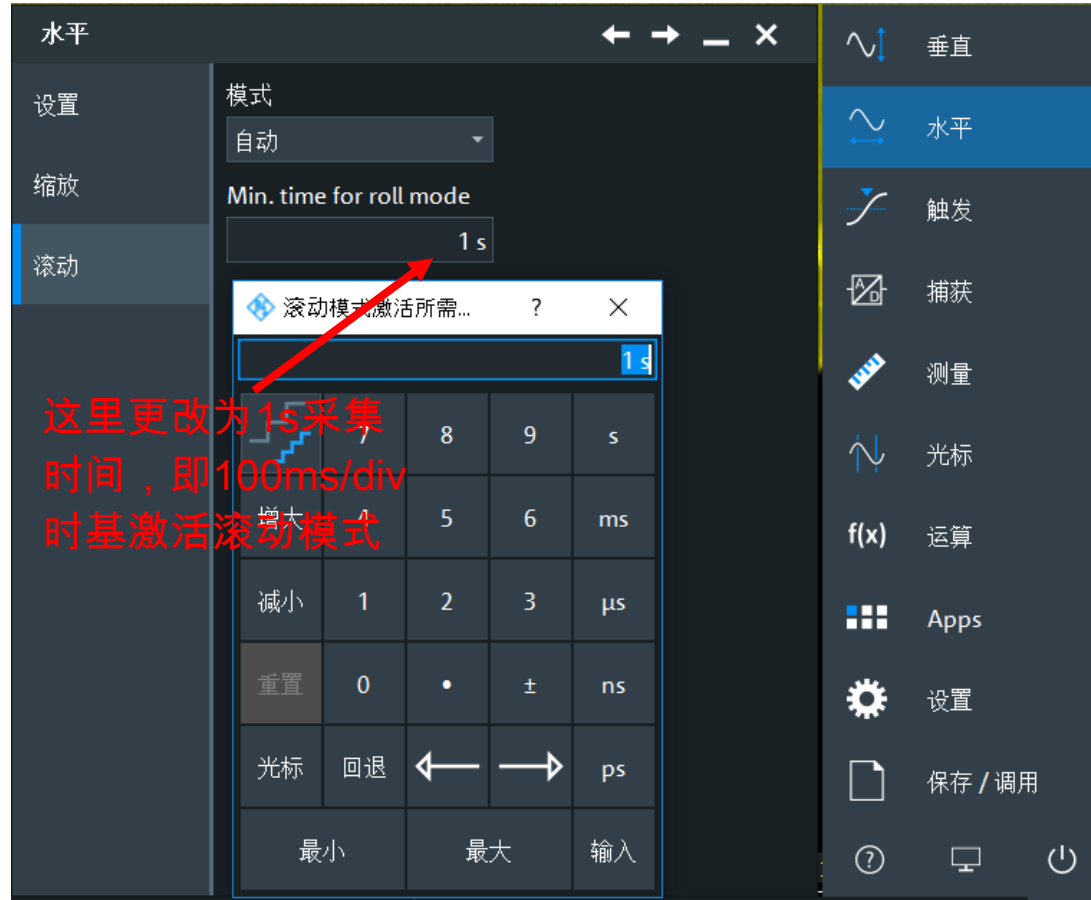 水平
设置
缩放
滚动
模式
自动
Min. time for roll mode
1 s
滚动模式激活所需... ?
1 s
这里更改为1s采集
时间，即100ms/div
时基激活滚动模式
7 8 9 s
增大 4 5 6 ms
减小 1 2 3 µs
重置 0 • ± ns
光标 回退 ps
最小 最大 输入
垂直
水平
触发
A D 捕获
测量
光标
f(x) 运算
Apps
设置
保存 / 调用
?